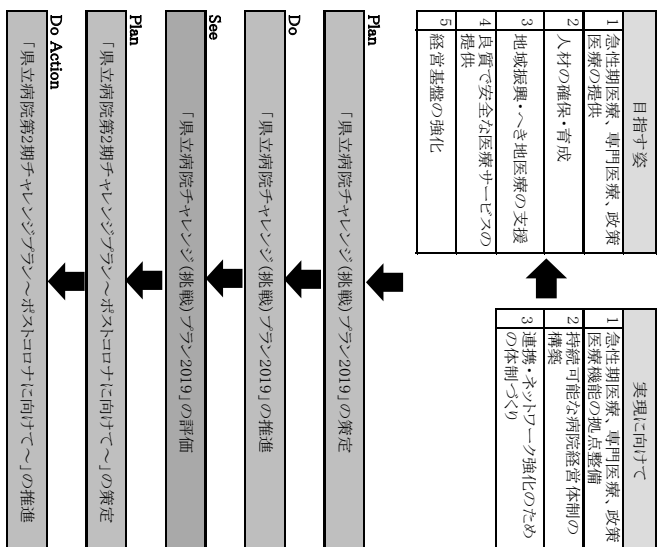 目指す姿
1 急性期医療、専門医療、政策
医療の提供
2 人材の確保・育成
3 地域振興・へき地医療の支援
4 良質で安全な医療サービスの
提供
5 経営基盤の強化
実現に向けて
1 急性期医療、専門医療、政策
医療機能の拠点整備
2 持続可能な病院経営体制の
構築
3 連携・ネットワーク強化のため
の体制づくり
Plan
「県立病院チャレンジ(挑戦)プラン2019」の策定
Do
「県立病院チャレンジ(挑戦)プラン2019」の推進
See
「県立病院チャレンジ(挑戦)プラン2019」の評価
Plan
「県立病院第2期チャレンジプラン～ポストコロナに向けて～」の策定
Do Action
「県立病院第2期チャレンジプラン～ポストコロナに向けて～」の推進